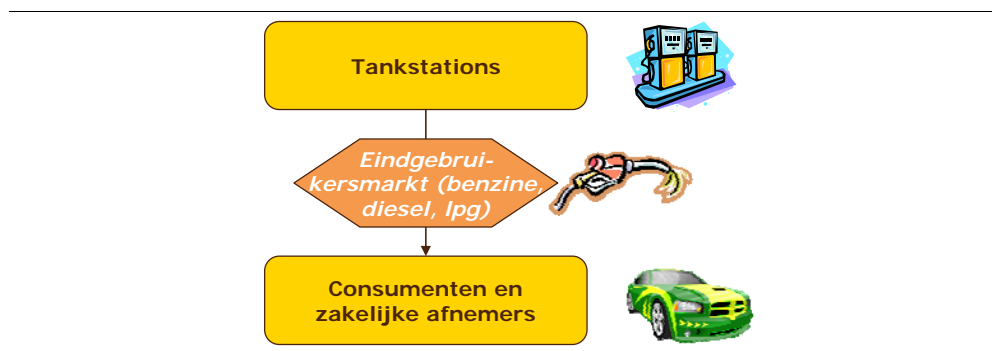 Tankstations
Eindgebrui-
kersmarkt (benzine,
diesel, lpg)
Consumenten en
zakelijke afnemers